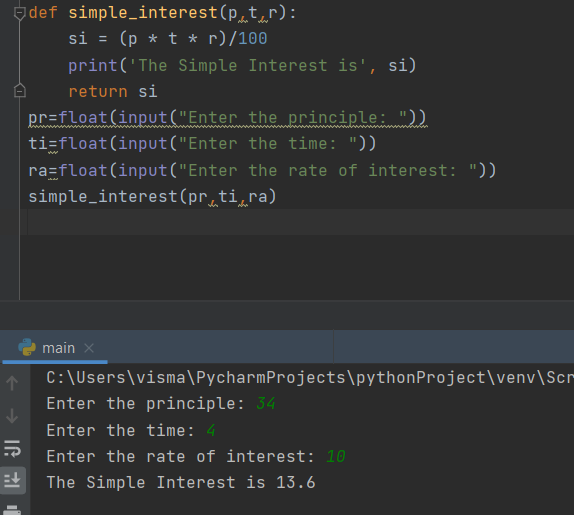 def simple_interest(p,t,r):
    si = (p * t * r)/100
    print('The Simple Interest is', si)
    return si
pr=float(input("Enter the principle: "))
ti=float(input("Enter the time: "))
ra=float(input("Enter the rate of interest: "))
simple_interest(pr,ti,ra)
main
C:\Users\visma\PycharmProjects\pythonProject\venv\Scr
Enter the principle: 34
Enter the time: 4
Enter the rate of interest: 10
The Simple Interest is 13.6